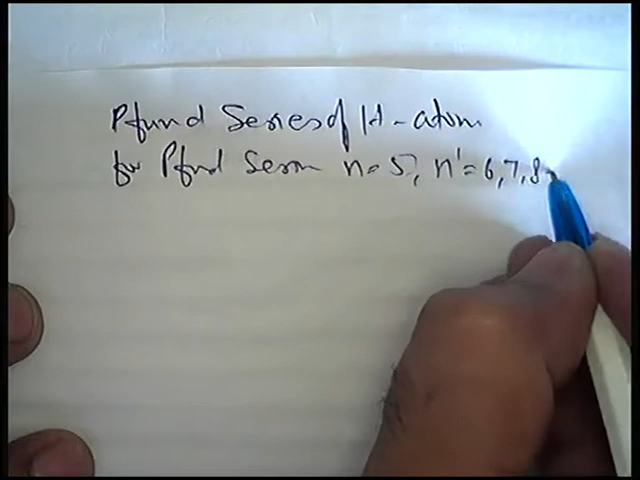 Pfund Series of H-atom
for Pfund Series n=5, n'=6,7,8